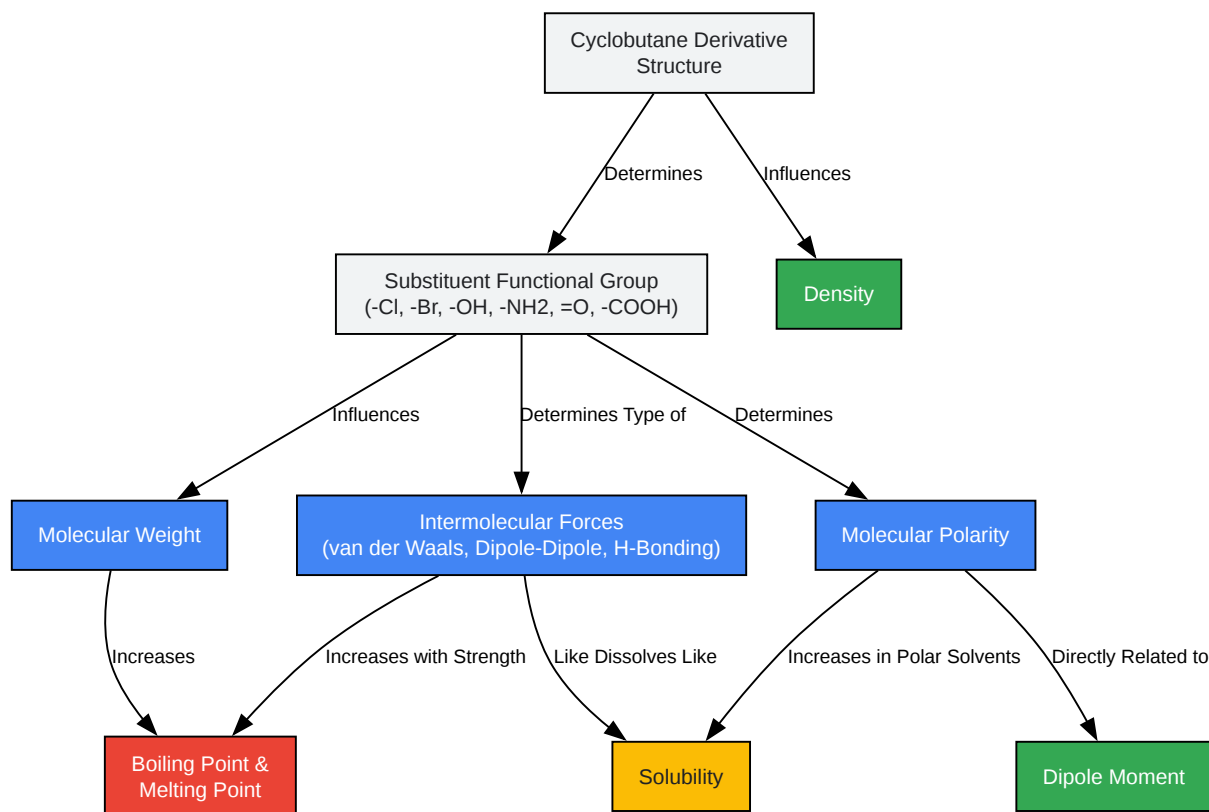 Cyclobutane Derivative
Structure
Determines
Influences
Substituent Functional Group
(-Cl, -Br, -OH, -NH2, =O, -COOH)
Density
Influences
Determines Type of
Determines
Molecular Weight
Intermolecular Forces
(van der Waals, Dipole-Dipole, H-Bonding)
Molecular Polarity
Increases
Increases with Strength
Like Dissolves Like
Increases in Polar Solvents
Directly Related to
Boiling Point &
Melting Point
Solubility
Dipole Moment